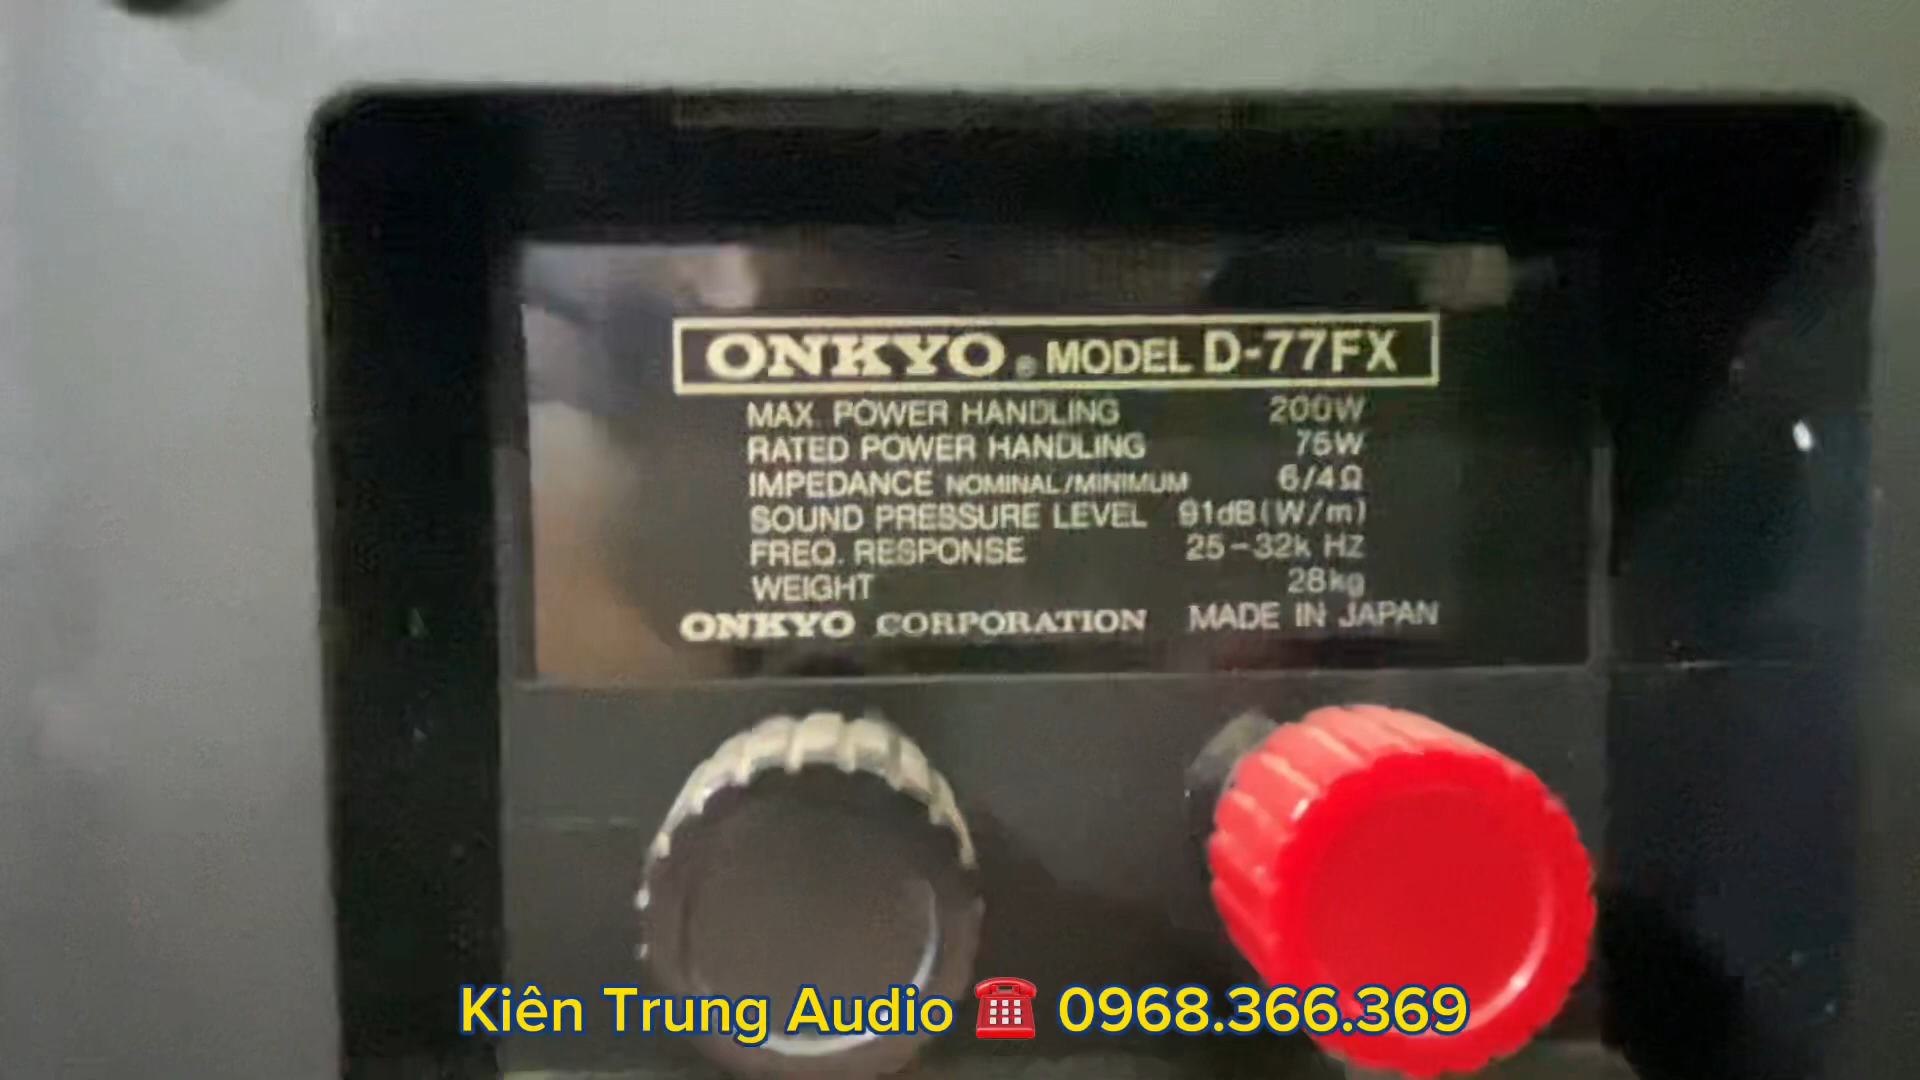 ONKYO® MODEL D-77FX
MAX. POWER HANDLING 200W
RATED POWER HANDLING 75W
IMPEDANCE NOMINAL/MINIMUM 6/4Ω
SOUND PRESSURE LEVEL 91dB(W/m)
FREQ. RESPONSE 25-32k HZ
WEIGHT 28kg
ONKYO CORPORATION MADE IN JAPAN
Kiên Trung Audio ☎ 0968.366.369